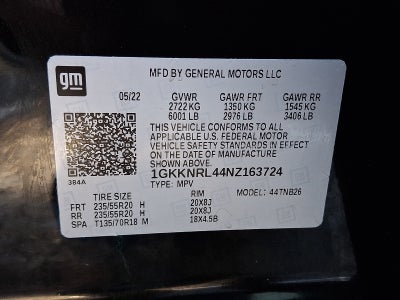 gm
MFD BY GENERAL MOTORS LLC
05/22 GVWR GAWR FRT GAWR RR
2722 KG 1350 KG 1545 KG
6001 LB 2976 LB 3406 LB
THIS VEHICLE CONFORMS TO ALL
APPLICABLE U.S. FEDERAL MOTOR
VEHICLE SAFETY STANDARDS IN EFFECT
ON THE DATE OF MANUFACTURE
SHOWN ABOVE.
384A
1GKKNRL44NZ163724
TYPE: MPV MODEL: 44TNB26
TIRE SIZE RIM
FRT 235/55R20 H 20X8J
RR 235/55R20 H 20X8J
SPA T135/70R18 M 18X4.5B